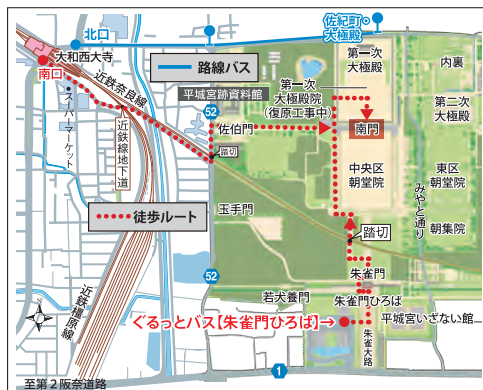 北口
佐紀町・
大極殿
大和西大寺
南口
近鉄奈良線
路線バス
平城宮跡資料館
第一次
大極殿
内裏
第一次
大極殿院
(復原工事中)
第二次
大極殿
スーパーマーケット
近鉄線地下道
52
佐伯門
南門
踏切
中央区
朝堂院
東区
朝堂院
みやと通り
徒歩ルート
玉手門
踏切
朝集院
52
朱雀門
若犬養門
朱雀門ひろば
近鉄橿原線
ぐるっとバス【朱雀門ひろば】→
平城宮いざない館
朱雀大路
至第2阪奈道路
1